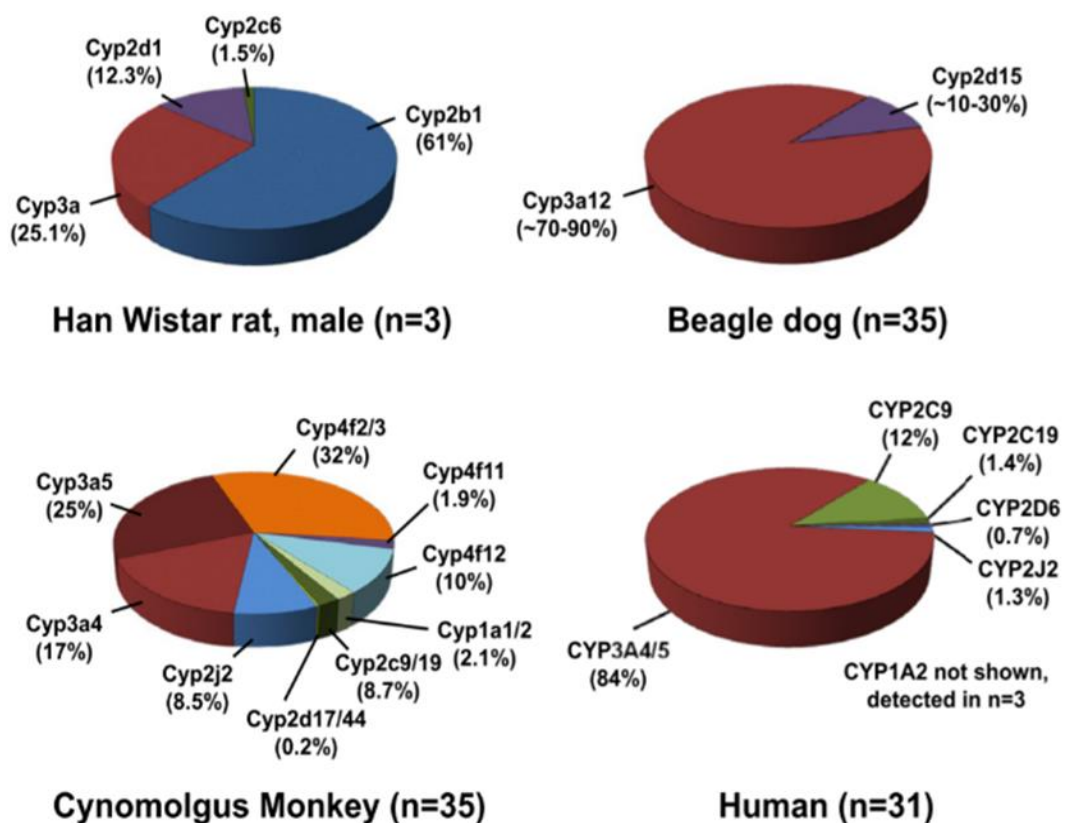 Cyp2c6
(1.5%)
Cyp2d1
(12.3%)
Cyp2b1
(61%)
Cyp3a
(25.1%)
Han Wistar rat, male (n=3)
Cyp2d15
(~10-30%)
Cyp3a12
(~70-90%)
Beagle dog (n=35)
Cyp4f2/3
(32%)
Cyp4f11
(1.9%)
Cyp3a5
(25%)
Cyp4f12
(10%)
Cyp3a4
(17%)
Cyp1a1/2
(2.1%)
Cyp2j2
(8.5%)
Cyp2c9/19
(8.7%)
Cyp2d17/44
(0.2%)
Cynomolgus Monkey (n=35)
CYP2C9
(12%)
CYP2C19
(1.4%)
CYP2D6
(0.7%)
CYP2J2
(1.3%)
CYP3A4/5
(84%)
CYP1A2 not shown,
detected in n=3
Human (n=31)